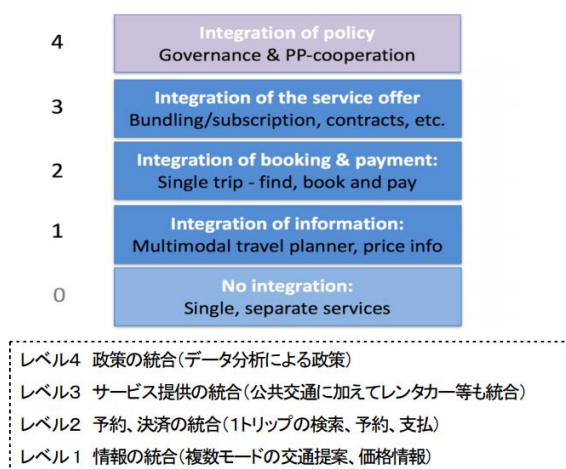 4
Integration of policy
Governance & PP-cooperation
3
Integration of the service offer
Bundling/subscription, contracts, etc.
2
Integration of booking & payment:
Single trip - find, book and pay
1
Integration of information:
Multimodal travel planner, price info
0
No integration:
Single, separate services
レベル4 政策の統合(データ分析による政策)
レベル3 サービス提供の統合(公共交通に加えてレンタカー等も統合)
レベル2 予約、決済の統合(1トリップの検索、予約、支払)
レベル1 情報の統合(複数モードの交通提案、価格情報)